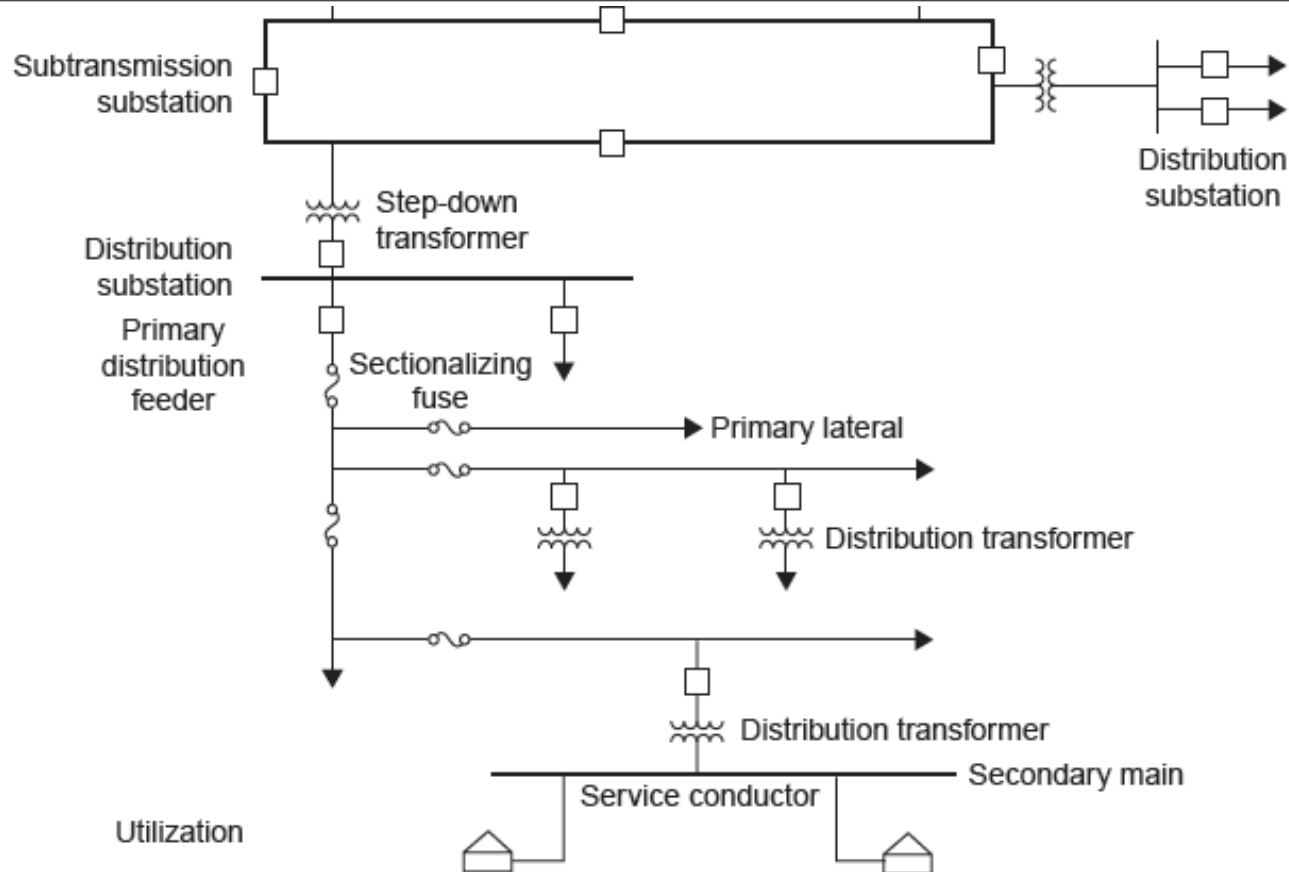 Subtransmission
substation
Distribution
substation
Step-down
transformer
Distribution
substation
Primary
distribution
feeder
Sectionalizing
fuse
Primary lateral
Distribution transformer
Distribution transformer
Secondary main
Service conductor
Utilization